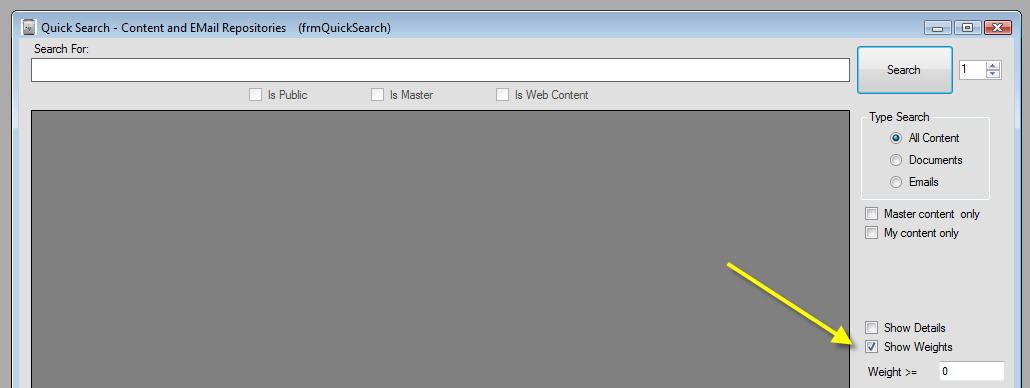 Quick Search - Content and EMail Repositories (frmQuickSearch)
Search For:
Search
1
Is Public
Is Master
Is Web Content
Type Search
All Content
Documents
Emails
Master content only
My content only
Show Details
Show Weights
Weight >= 0